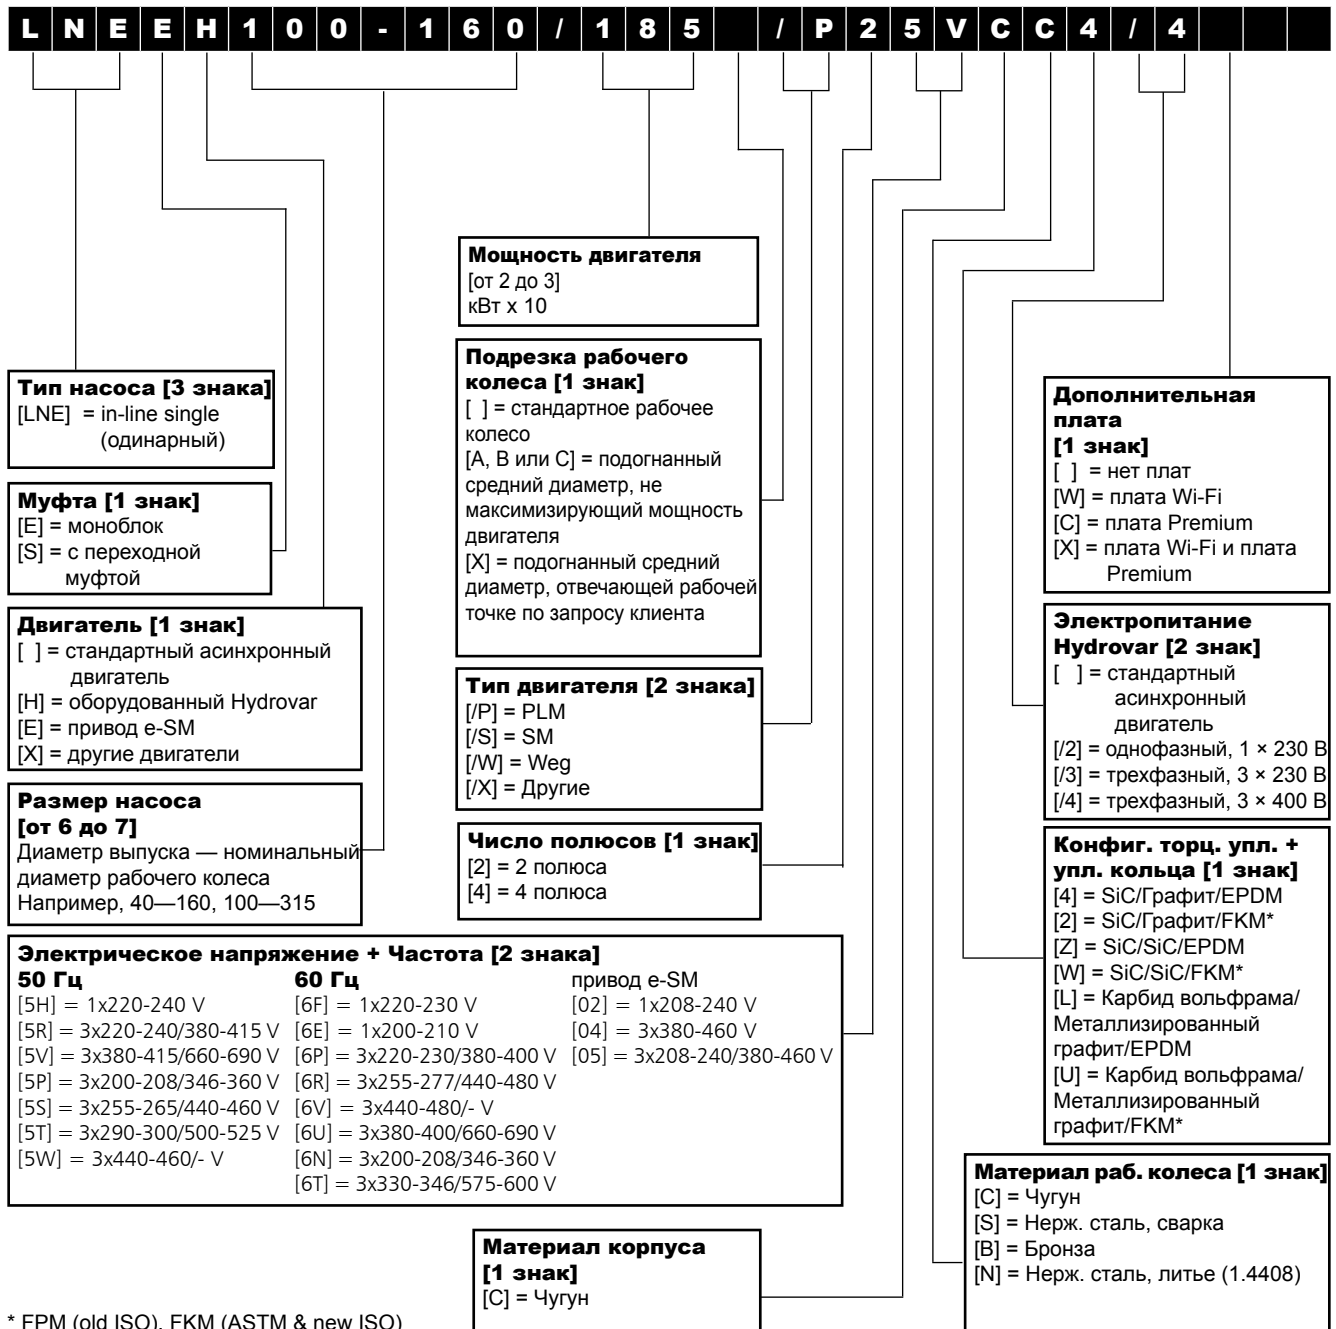 LNEEH100-160/185 /P25VCC4/4
Мощность двигателя
[от 2 до 3]
кВт x 10
Подрезка рабочего
колеса [1 знак]
[ ] = стандартное рабочее
колесо
[A, B или C] = подогнанный
средний диаметр, не
максимизирующий мощность
двигателя
[X] = подогнанный средний
диаметр, отвечающей рабочей
точке по запросу клиента
Тип насоса [3 знака]
[LNE] = in-line single
(одинарный)
Муфта [1 знак]
[E] = моноблок
[S] = с переходной
муфтой
Двигатель [1 знак]
[ ] = стандартный асинхронный
двигатель
[H] = оборудованный Hydrovar
[E] = привод e-SM
[X] = другие двигатели
Размер насоса
[от 6 до 7]
Диаметр выпуска — номинальный
диаметр рабочего колеса
Например, 40—160, 100—315
Тип двигателя [2 знака]
[/P] = PLM
[/S] = SM
[/W] = Weg
[/X] = Другие
Число полюсов [1 знак]
[2] = 2 полюса
[4] = 4 полюса
Дополнительная
плата
[1 знак]
[ ] = нет плат
[W] = плата Wi-Fi
[C] = плата Premium
[X] = плата Wi-Fi и плата
Premium
Электропитание
Hydrovar [2 знак]
[ ] = стандартный
асинхронный
двигатель
[/2] = однофазный, 1 × 230 В
[/3] = трехфазный, 3 × 230 В
[/4] = трехфазный, 3 × 400 В
Конфиг. торц. упл. +
упл. кольца [1 знак]
[4] = SiC/Графит/EPDM
[2] = SiC/Графит/FKM*
[Z] = SiC/SiC/EPDM
[W] = SiC/SiC/FKM*
[L] = Карбид вольфрама/
Металлизированный
графит/EPDM
[U] = Карбид вольфрама/
Металлизированный
графит/FKM*
Электрическое напряжение + Частота [2 знака]
50 Гц 60 Гц привод e-SM
[5H] = 1x220-240 V [6F] = 1x220-230 V [02] = 1x208-240 V
[5R] = 3x220-240/380-415 V [6E] = 1x200-210 V [04] = 3x380-460 V
[5V] = 3x380-415/660-690 V [6P] = 3x220-230/380-400 V [05] = 3x208-240/380-460 V
[5P] = 3x200-208/346-360 V [6R] = 3x255-277/440-480 V
[5S] = 3x255-265/440-460 V [6V] = 3x440-480/- V
[5T] = 3x290-300/500-525 V [6U] = 3x380-400/660-690 V
[5W] = 3x440-460/- V [6N] = 3x200-208/346-360 V
[6T] = 3x330-346/575-600 V
Материал корпуса
[1 знак]
[C] = Чугун
Материал раб. колеса [1 знак]
[C] = Чугун
[S] = Нерж. сталь, сварка
[B] = Бронза
[N] = Нерж. сталь, литье (1.4408)
* FPM (old ISO), FKM (ASTM & new ISO)